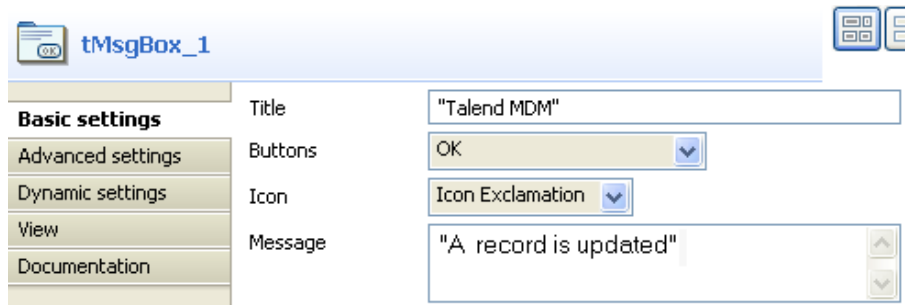 OK
tMsgBox_1
Basic settings
Advanced settings
Dynamic settings
View
Documentation
Title
"Talend MDM"
Buttons
OK
Icon
Icon Exclamation
Message
"A record is updated"